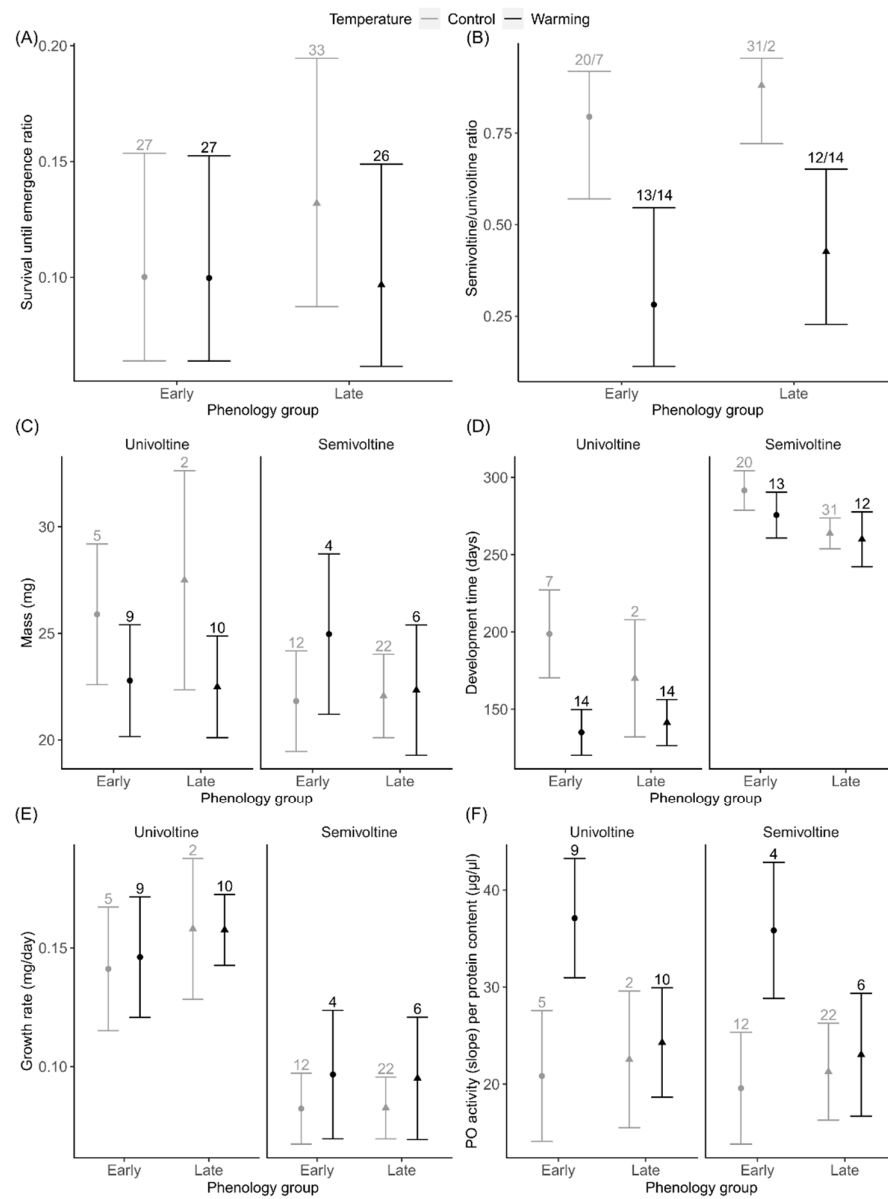 Temperature Control Warming
(A)
0.20
0.15
0.10
Survival until emergence ratio
27
27
33
26
Early
Late
Phenology group
(B)
0.75
0.50
0.25
Semivoltine/univoltine ratio
20/7
13/14
31/2
12/14
Early
Late
Phenology group
(C)
Univoltine
Semivoltine
30
25
20
Mass (mg)
5
9
2
10
12
4
22
6
Early
Late
Early
Late
Phenology group
(D)
Univoltine
Semivoltine
300
250
200
150
Development time (days)
7
14
2
14
20
13
31
12
Early
Late
Early
Late
Phenology group
(E)
Univoltine
Semivoltine
0.15
0.10
Growth rate (mg/day)
5
9
2
10
12
4
22
6
Early
Late
Early
Late
Phenology group
(F)
Univoltine
Semivoltine
40
30
20
PO activity (slope) per protein content (µg/µl)
5
9
2
10
12
4
22
6
Early
Late
Early
Late
Phenology group